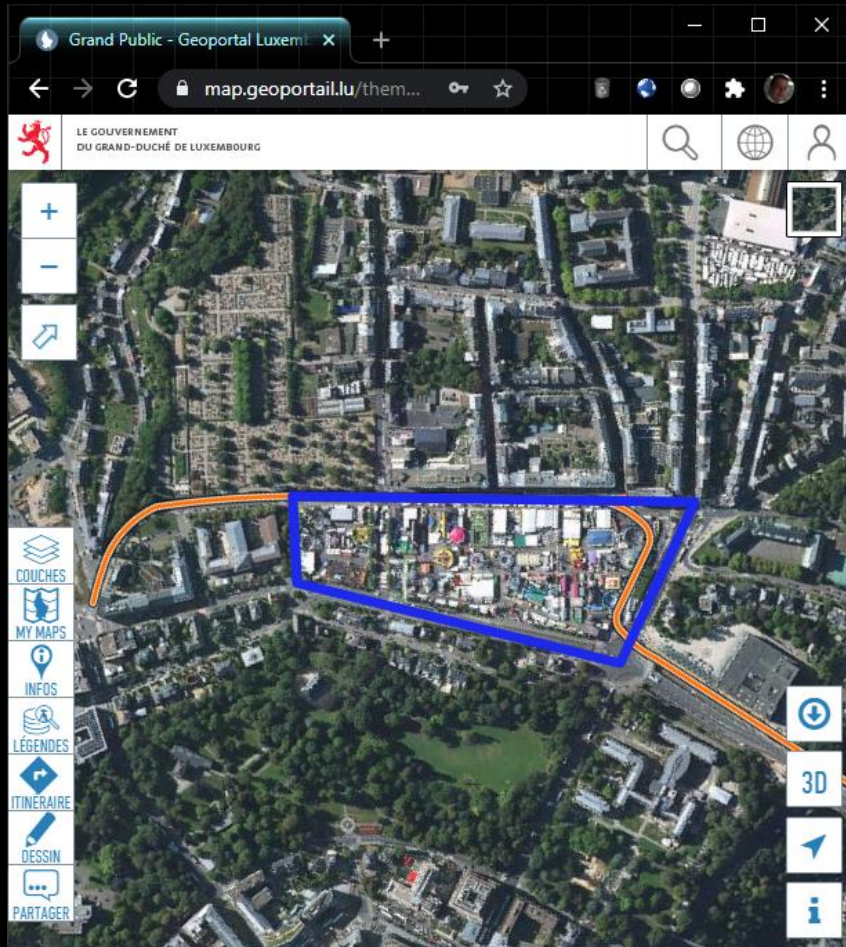 Grand Public - Geoportal Luxem
map.geoportail.lu/them...
LE GOUVERNEMENT
DU GRAND-DUCHÉ DE LUXEMBOURG
+
−
COUCHES
MY MAPS
INFOS
LÉGENDES
ITINÉRAIRE
DESSIN
PARTAGER
3D
i